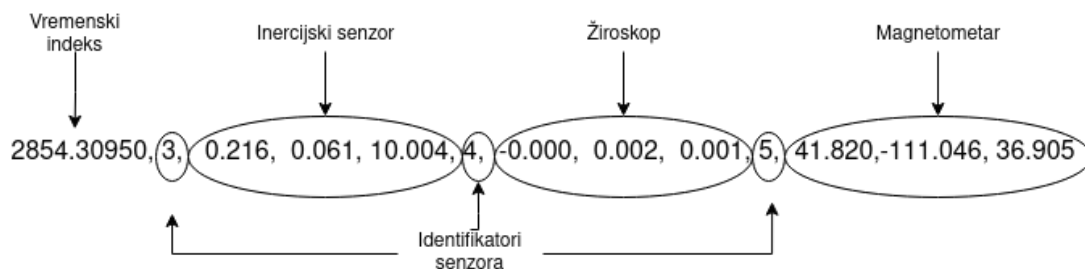 Vremenski
indeks
Inercijski senzor
Žiroskop
Magnetometar
2854.30950, 3, 0.216, 0.061, 10.004, 4, -0.000, 0.002, 0.001, 5, 41.820,-111.046, 36.905
Identifikatori
senzora